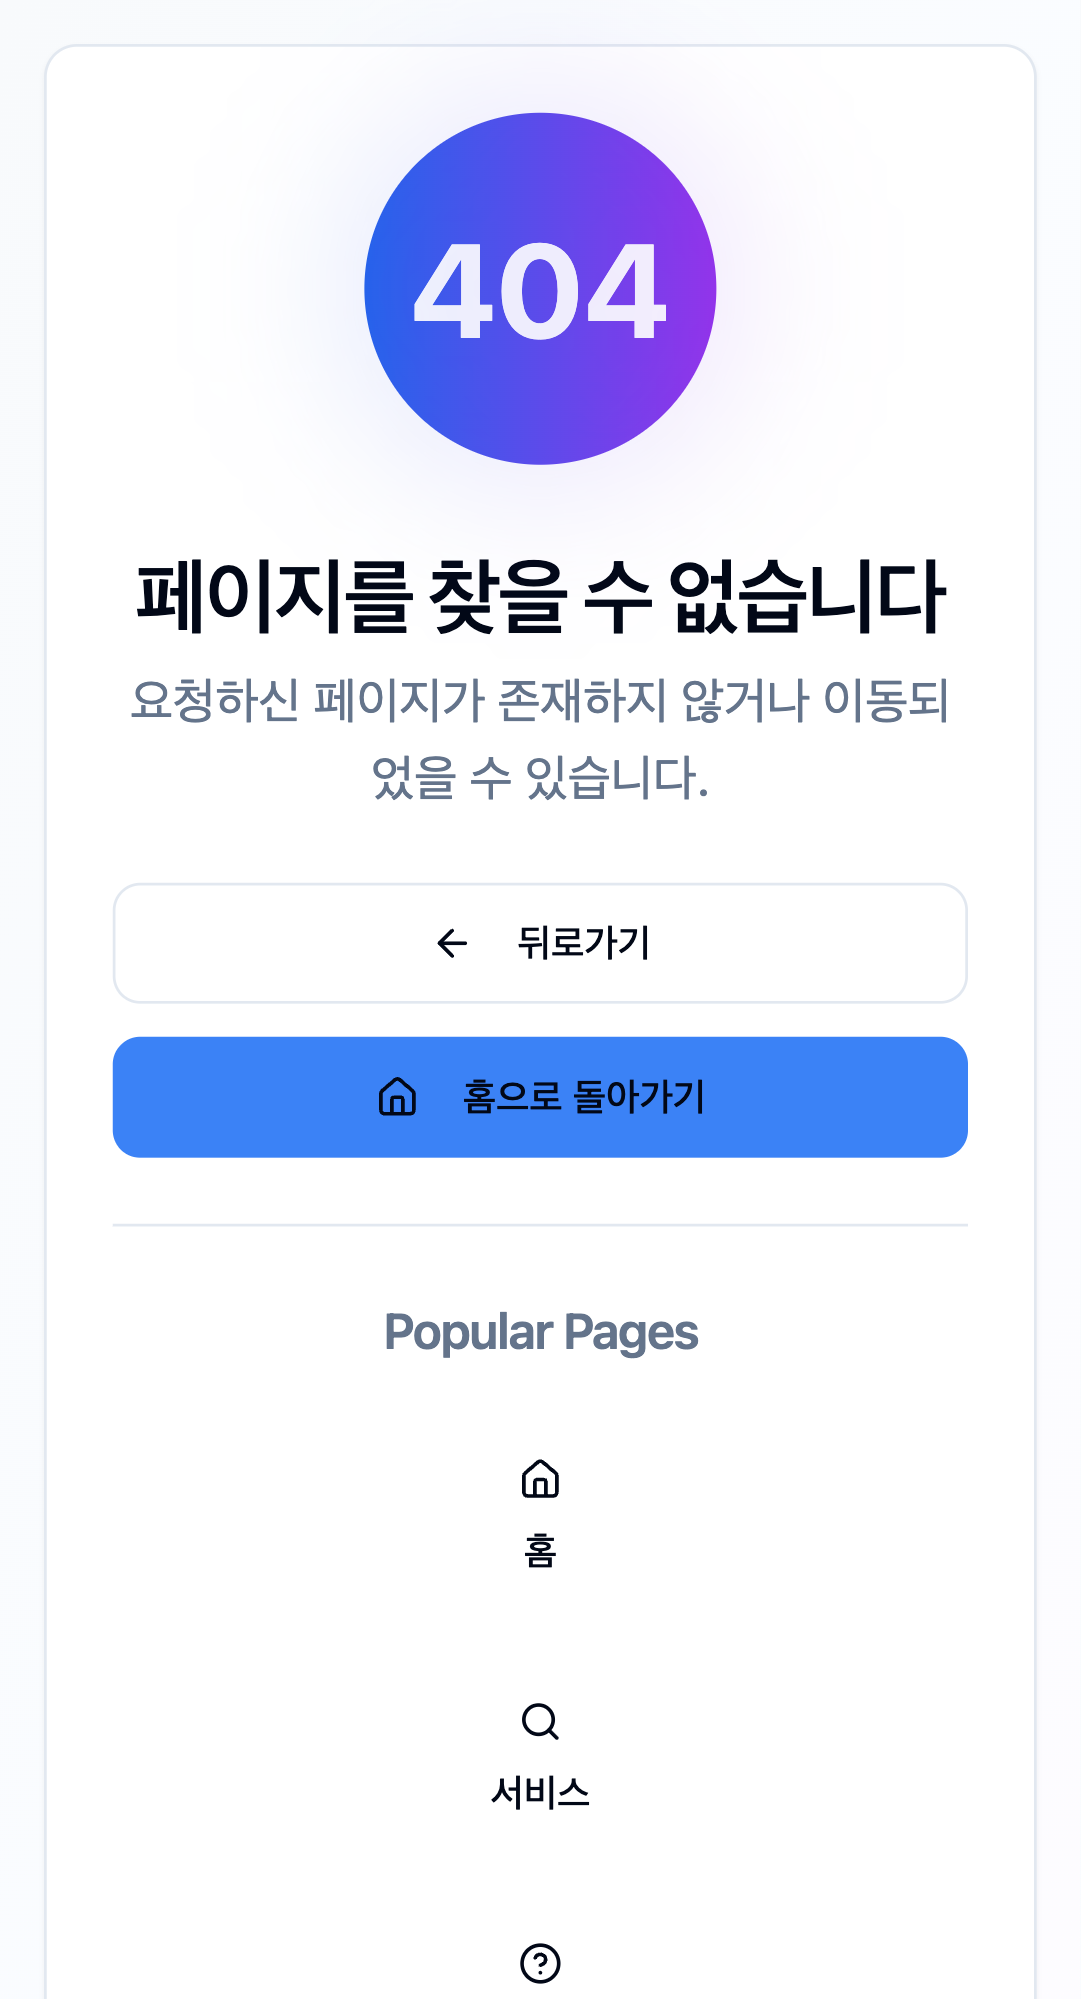 404
페이지를 찾을 수 없습니다
요청하신 페이지가 존재하지 않거나 이동되
었을 수 있습니다.
뒤로가기
홈으로 돌아가기
Popular Pages
홈
서비스